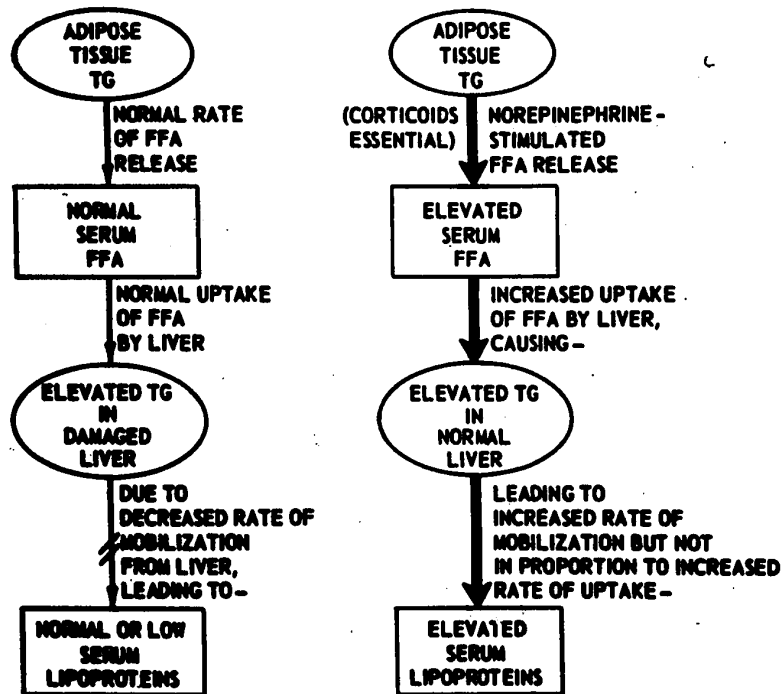 ADIPOSE
TISSUE
TG
NORMAL RATE
OF FFA
RELEASE
NORMAL
SERUM
FFA
NORMAL UPTAKE
OF FFA
BY LIVER
ELEVATED TG
IN
DAMAGED
LIVER
DUE TO
DECREASED RATE OF
MOBILIZATION
FROM LIVER,
LEADING TO-
NORMAL OR LOW
SERUM
LIPOPROTEINS
ADIPOSE
TISSUE
TG
(CORTICOIDS
ESSENTIAL)
NOREPINEPHRINE-
STIMULATED
FFA RELEASE
ELEVATED
SERUM
FFA
INCREASED UPTAKE
OF FFA BY LIVER,
CAUSING-
ELEVATED TG
IN
NORMAL
LIVER
LEADING TO
INCREASED RATE OF
MOBILIZATION BUT NOT
IN PROPORTION TO INCREASED
RATE OF UPTAKE-
ELEVATED
SERUM
LIPOPROTEINS